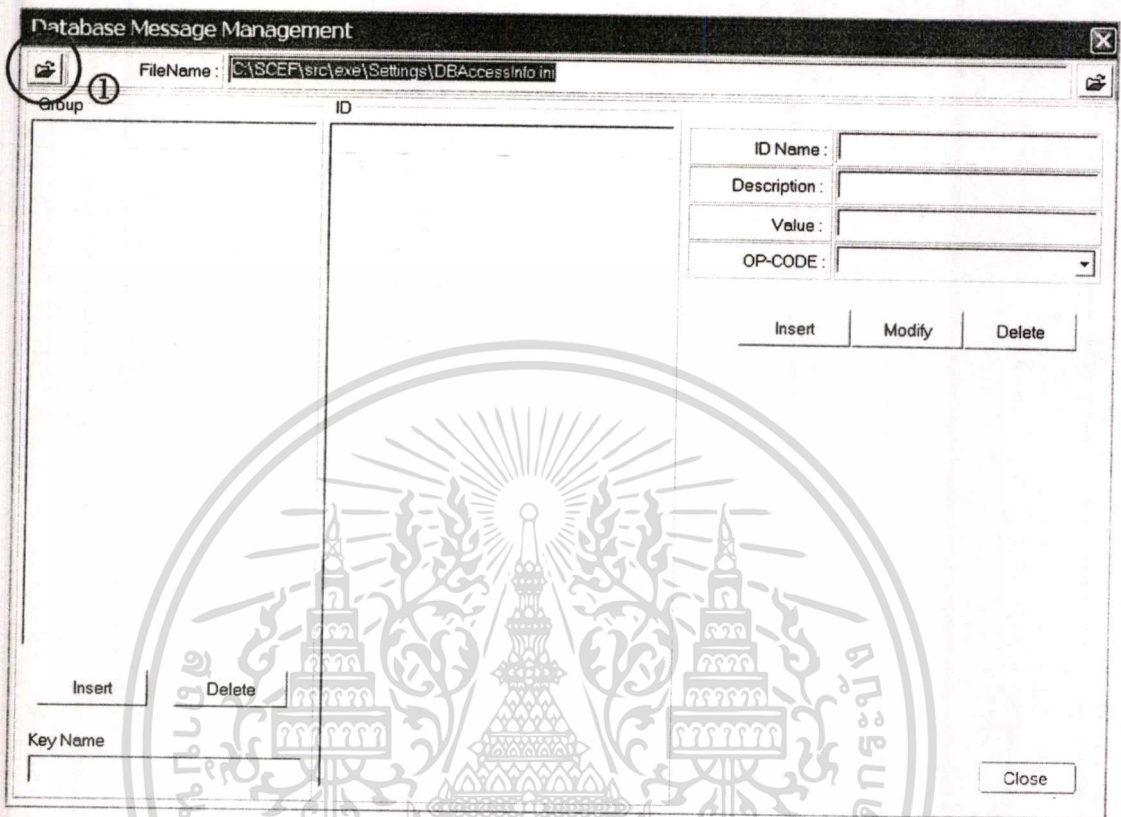 Database Message Management
FileName : C:\SCEF\src\exe\Settings\DBAccessInfo.ini
①
Group
ID
ID Name :
Description :
Value :
OP-CODE :
Insert Modify Delete
Insert Delete
Key Name
Close